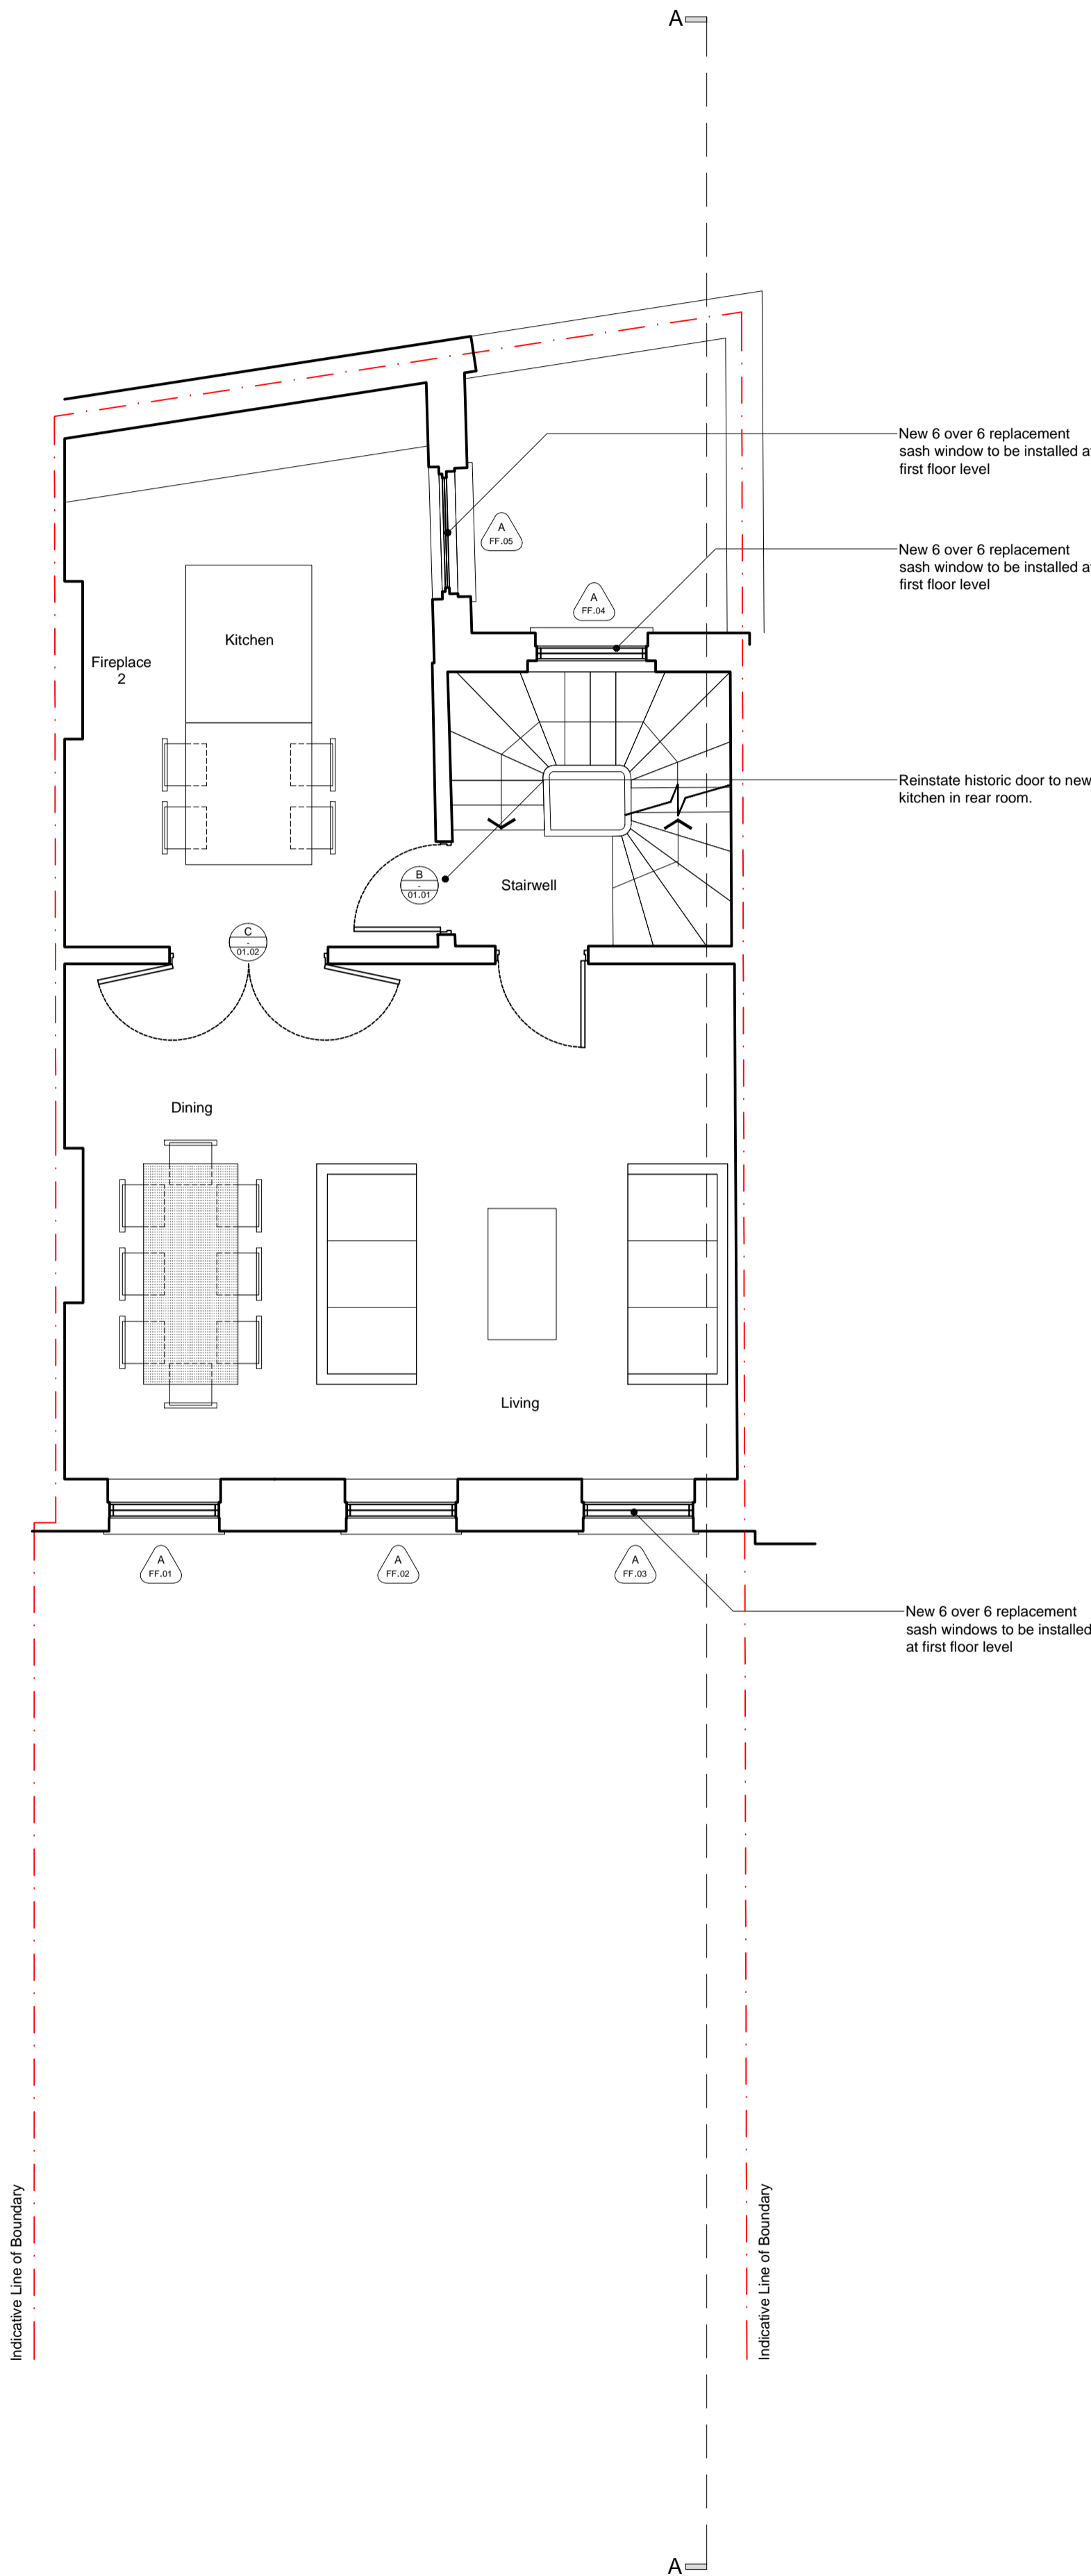 A
New 6 over 6 replacement
sash window to be installed at
first floor level
A
FF.05
New 6 over 6 replacement
sash window to be installed at
first floor level
A
FF.04
Kitchen
Fireplace
2
Reinstate historic door to new
kitchen in rear room.
B
-
01.01
Stairwell
C
-
01.02
Dining
Living
A
FF.01
A
FF.02
A
FF.03
New 6 over 6 replacement
sash windows to be installed
at first floor level
Indicative Line of Boundary
Indicative Line of Boundary
A